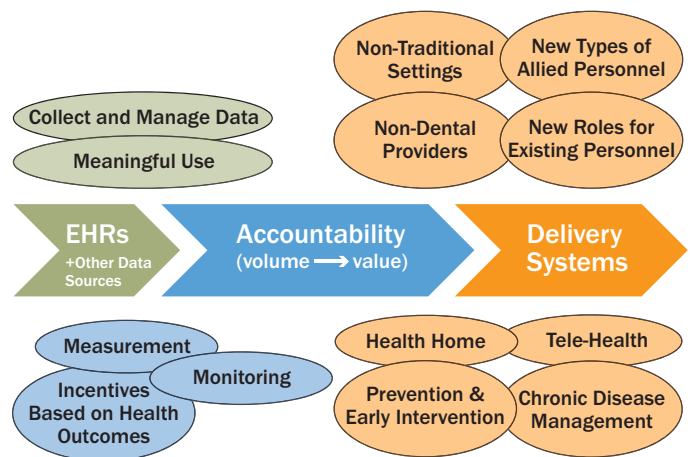 Non-Traditional
Settings
New Types of
Allied Personnel
Collect and Manage Data
Meaningful Use
Non-Dental
Providers
New Roles for
Existing Personnel
EHRs
+Other Data
Sources
Accountability
(volume ⟶ value)
Delivery
Systems
Measurement
Monitoring
Incentives
Based on Health
Outcomes
Health Home
Tele-Health
Prevention &
Early Intervention
Chronic Disease
Management